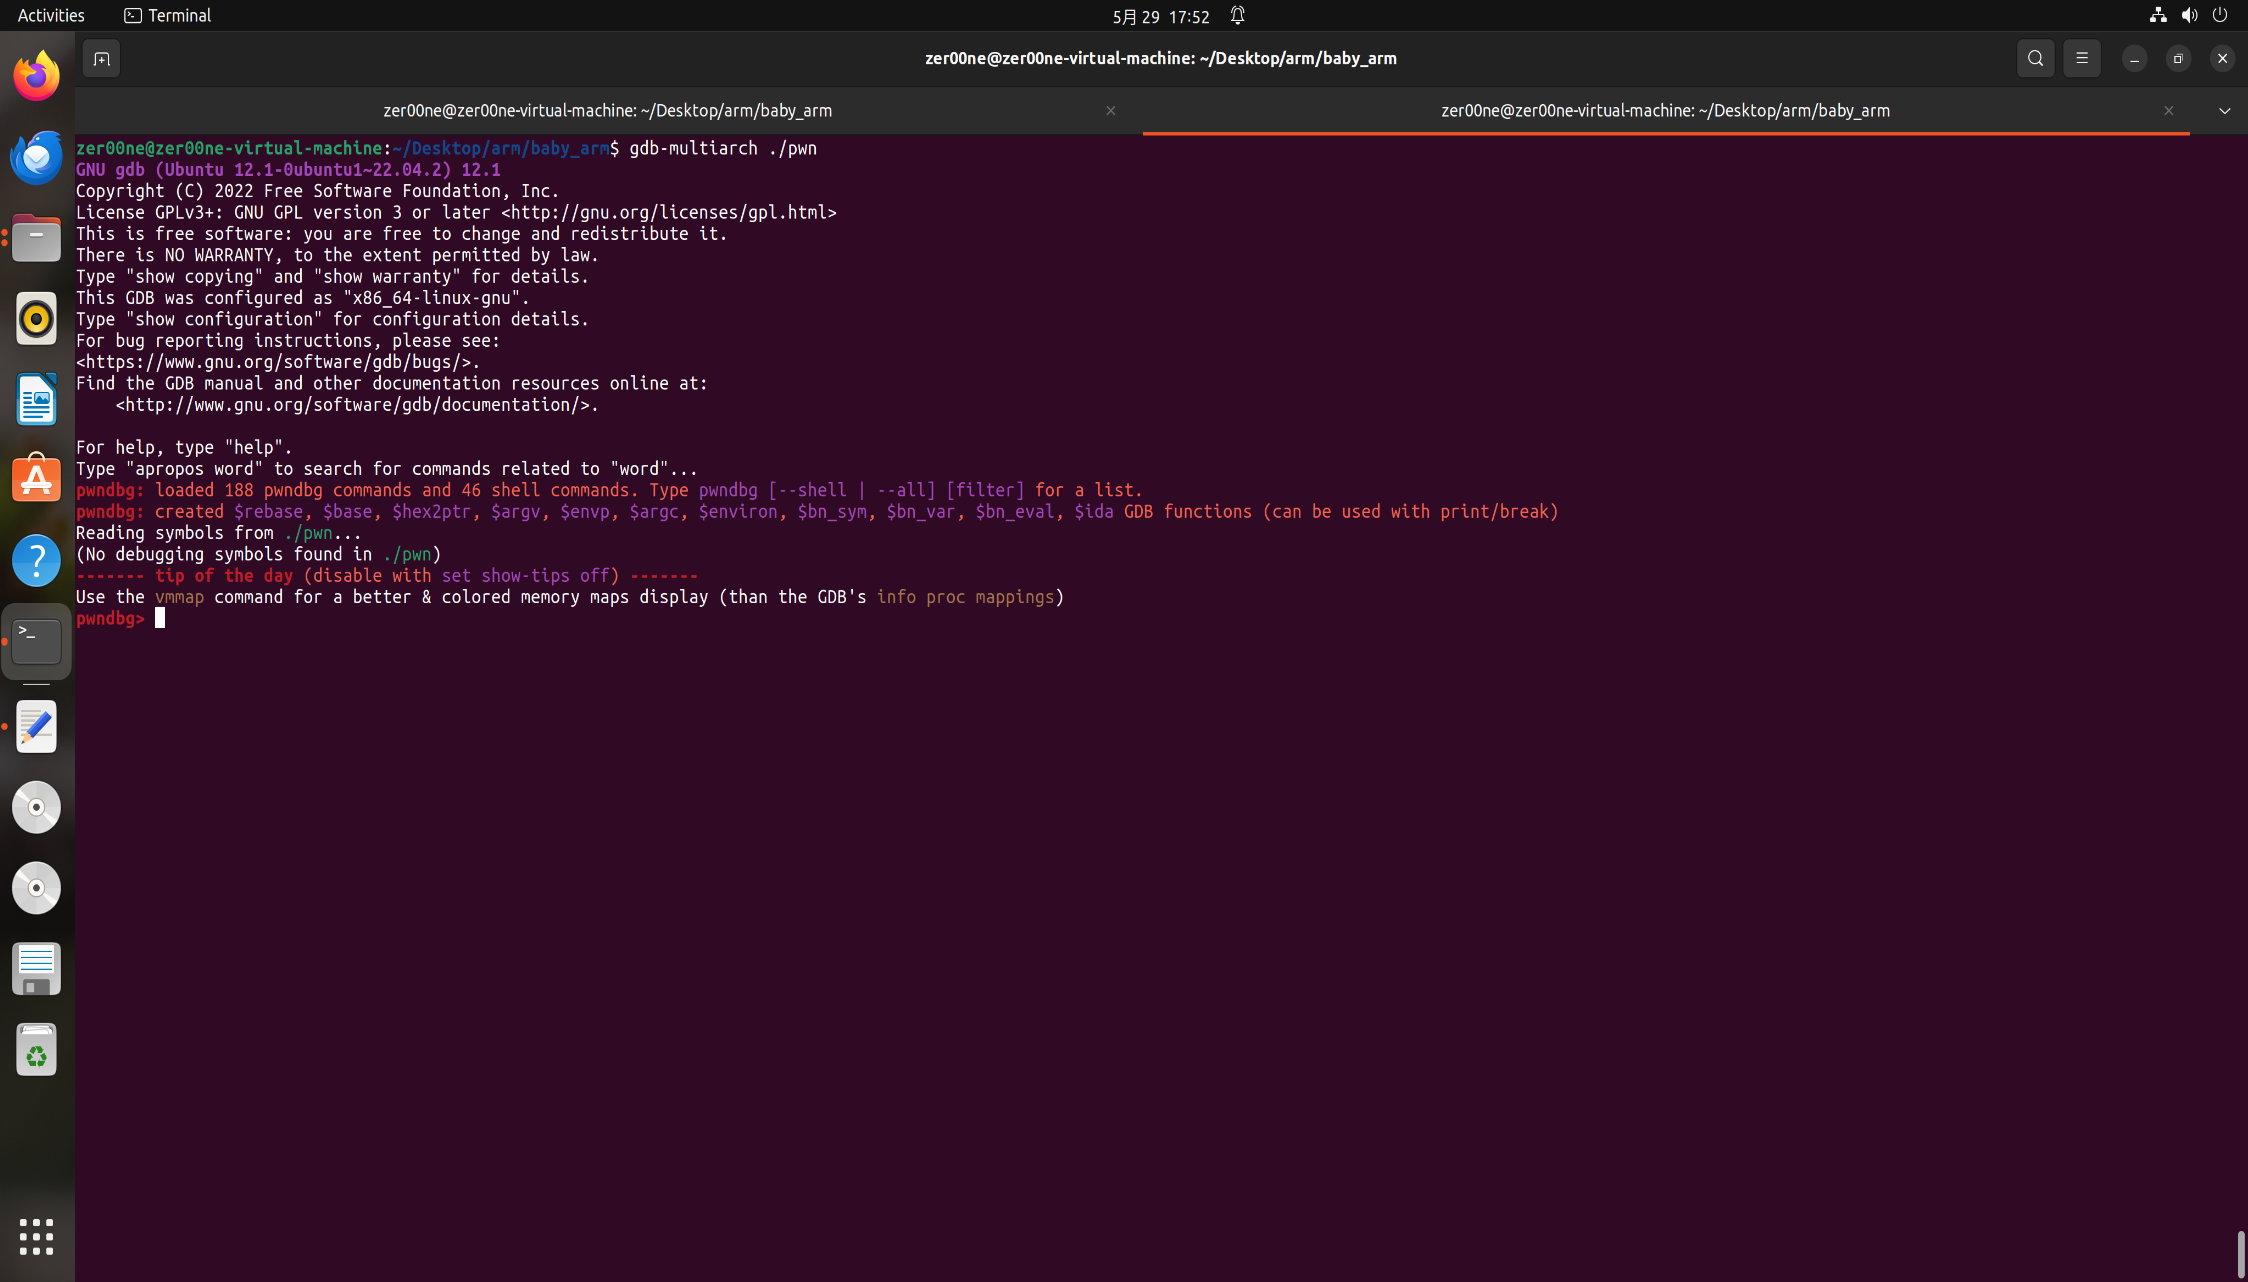 Activities
Terminal
5月 29 17:52
zer00ne@zer00ne-virtual-machine: ~/Desktop/arm/baby_arm
zer00ne@zer00ne-virtual-machine: ~/Desktop/arm/baby_arm
zer00ne@zer00ne-virtual-machine: ~/Desktop/arm/baby_arm
zer00ne@zer00ne-virtual-machine:~/Desktop/arm/baby_arm$ gdb-multiarch ./pwn
GNU gdb (Ubuntu 12.1-0ubuntu1~22.04.2) 12.1
Copyright (C) 2022 Free Software Foundation, Inc.
License GPLv3+: GNU GPL version 3 or later <http://gnu.org/licenses/gpl.html>
This is free software: you are free to change and redistribute it.
There is NO WARRANTY, to the extent permitted by law.
Type "show copying" and "show warranty" for details.
This GDB was configured as "x86_64-linux-gnu".
Type "show configuration" for configuration details.
For bug reporting instructions, please see:
<https://www.gnu.org/software/gdb/bugs/>.
Find the GDB manual and other documentation resources online at:
    <http://www.gnu.org/software/gdb/documentation/>.
For help, type "help".
Type "apropos word" to search for commands related to "word"...
pwndbg: loaded 188 pwndbg commands and 46 shell commands. Type pwndbg [--shell | --all] [filter] for a list.
pwndbg: created $rebase, $base, $hex2ptr, $argv, $envp, $argc, $environ, $bn_sym, $bn_var, $bn_eval, $ida GDB functions (can be used with print/break)
Reading symbols from ./pwn...
(No debugging symbols found in ./pwn)
------- tip of the day (disable with set show-tips off) -------
Use the vmmap command for a better & colored memory maps display (than the GDB's info proc mappings)
pwndbg>